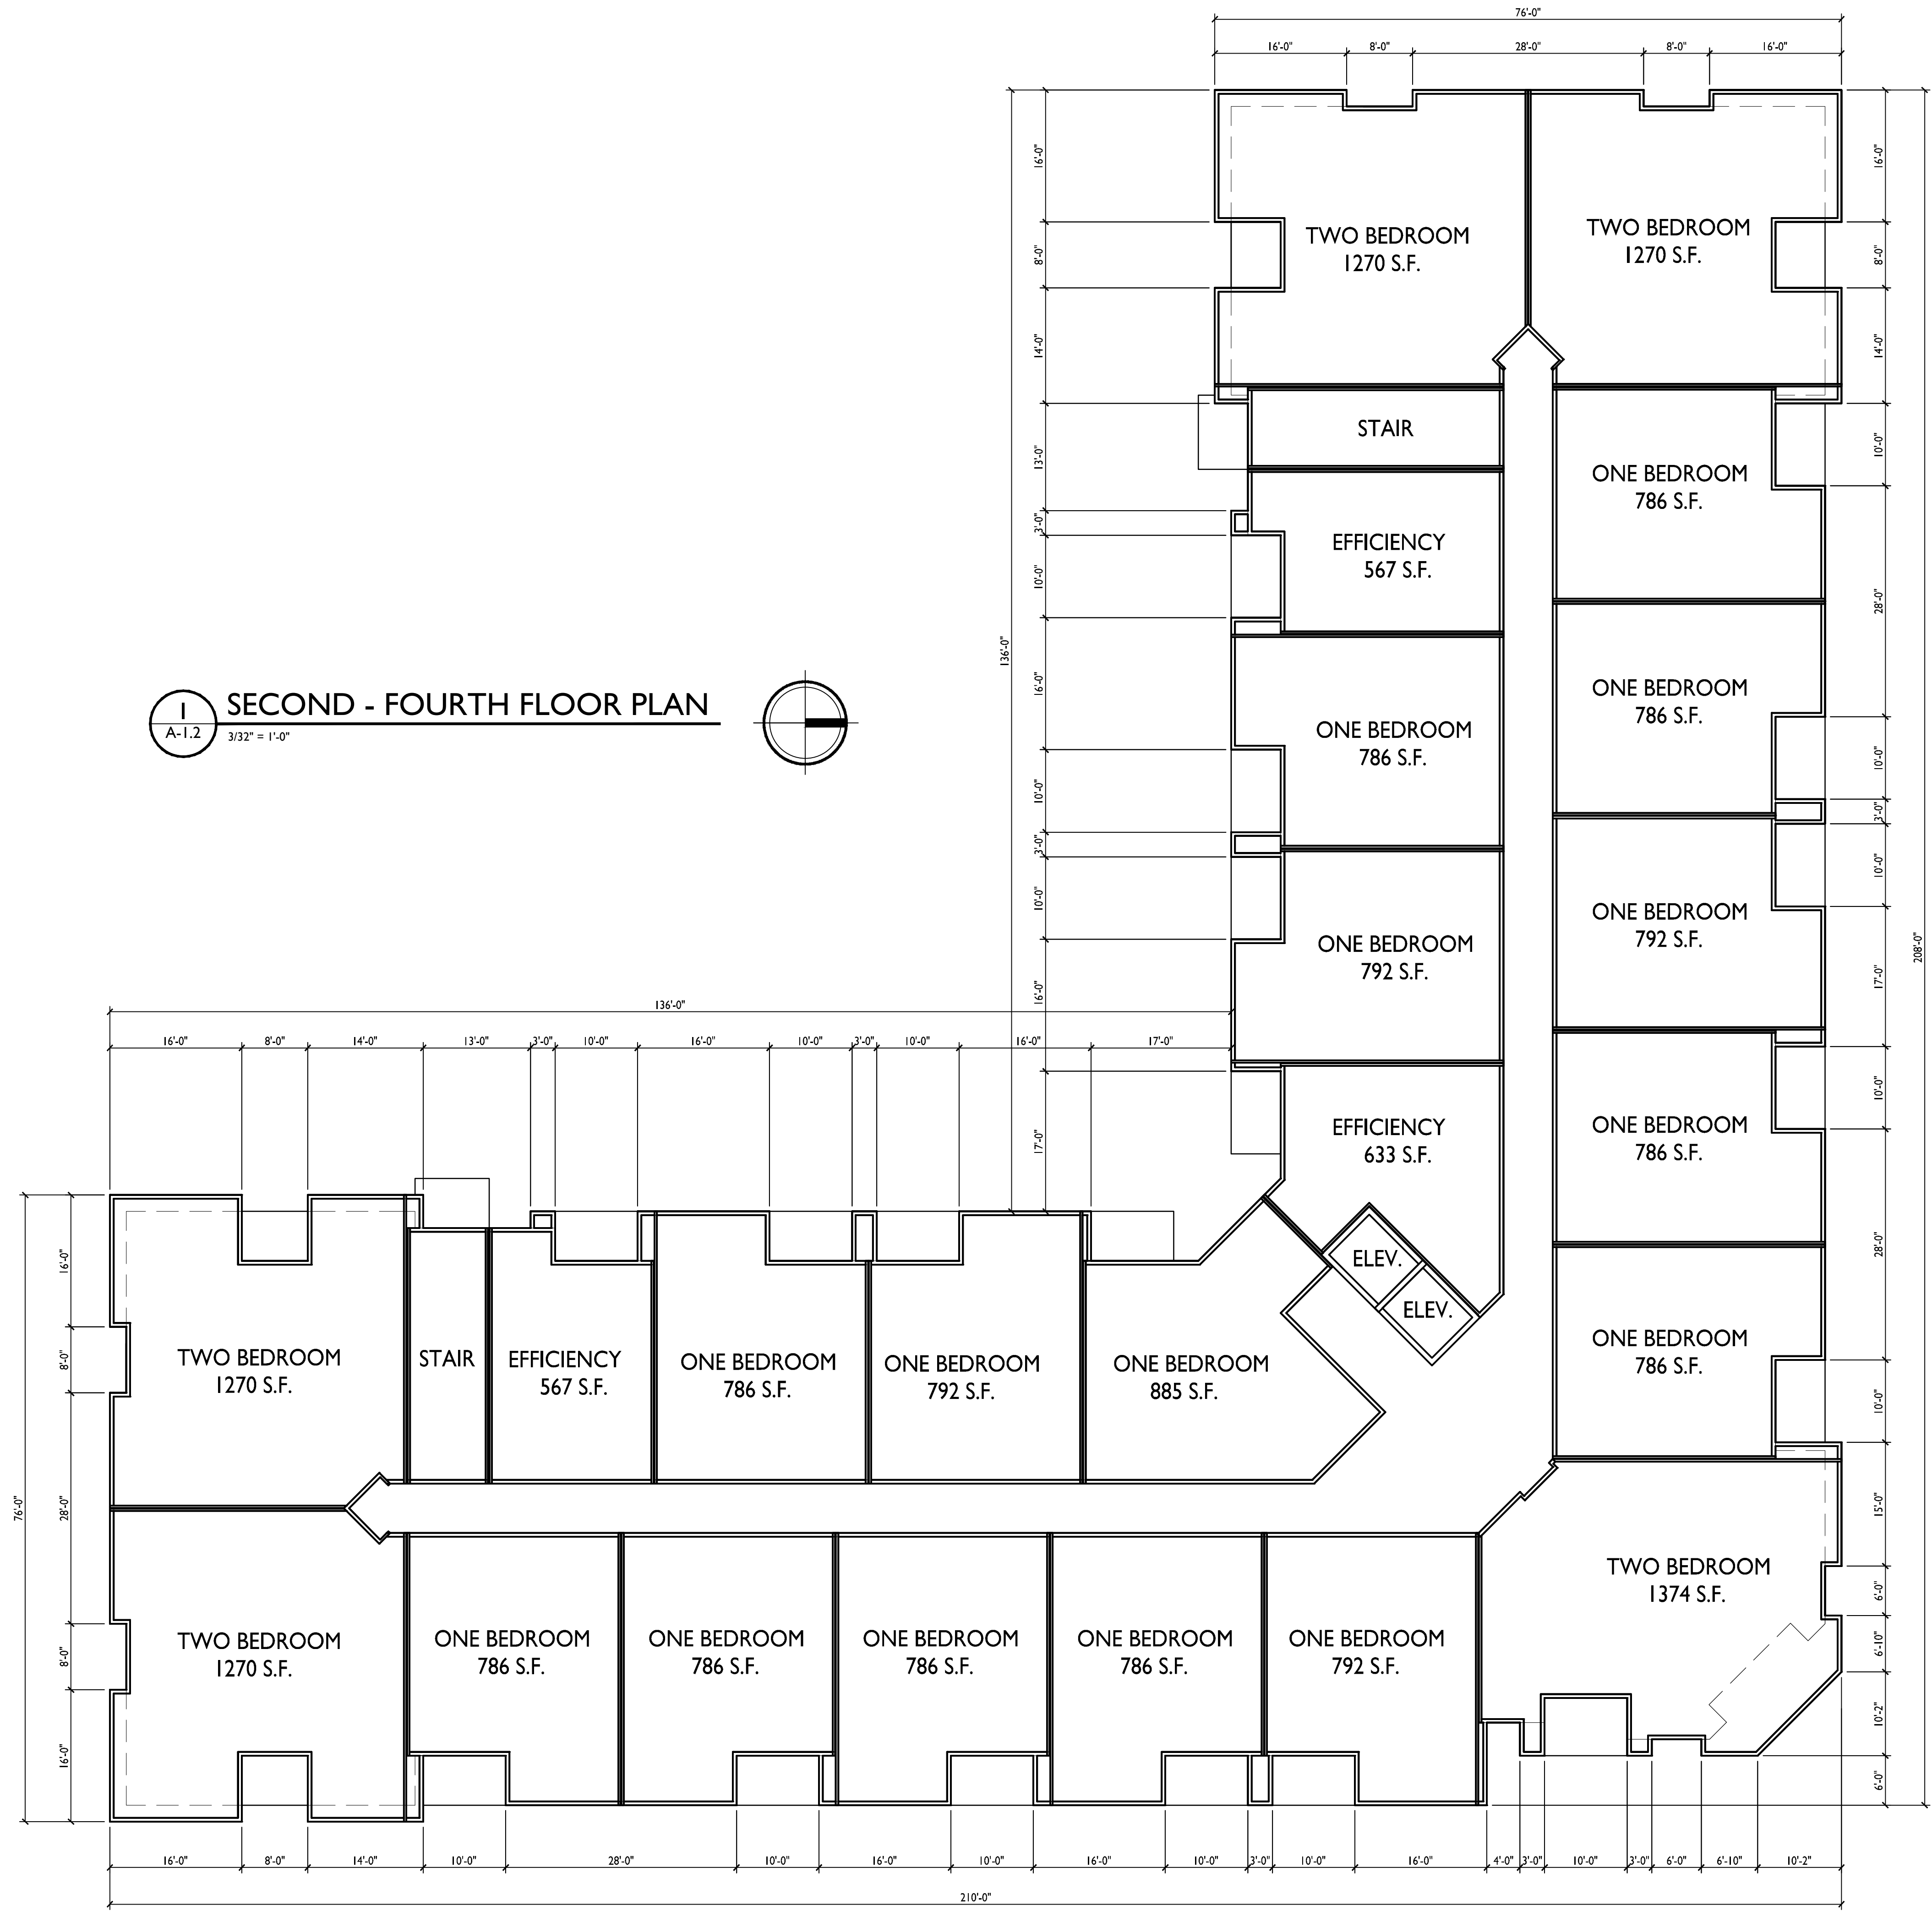 76'-0"
16'-0" 8'-0" 28'-0" 8'-0" 16'-0"
TWO BEDROOM
1270 S.F.
TWO BEDROOM
1270 S.F.
STAIR
EFFICIENCY
567 S.F.
ONE BEDROOM
786 S.F.
ONE BEDROOM
792 S.F.
EFFICIENCY
633 S.F.
ELEV.
ELEV.
ONE BEDROOM
786 S.F.
ONE BEDROOM
786 S.F.
ONE BEDROOM
792 S.F.
ONE BEDROOM
786 S.F.
ONE BEDROOM
786 S.F.
TWO BEDROOM
1374 S.F.
136'-0"
16'-0"
8'-0"
14'-0"
13'-0"
3'-0"
10'-0"
16'-0"
10'-0"
3'-0"
10'-0"
16'-0"
17'-0"
16'-0"
8'-0"
14'-0"
10'-0"
28'-0"
10'-0"
3'-0"
10'-0"
17'-0"
10'-0"
28'-0"
10'-0"
15'-0"
6'-0"
6'-10"
10'-2"
6'-0"
208'-0"
1
A-1.2
SECOND - FOURTH FLOOR PLAN
3/32" = 1'-0"
136'-0"
16'-0" 8'-0" 14'-0" 13'-0" 3'-0" 10'-0" 16'-0" 10'-0" 3'-0" 10'-0" 16'-0" 17'-0"
76'-0"
16'-0"
8'-0"
28'-0"
8'-0"
16'-0"
TWO BEDROOM
1270 S.F.
STAIR
EFFICIENCY
567 S.F.
ONE BEDROOM
786 S.F.
ONE BEDROOM
792 S.F.
ONE BEDROOM
885 S.F.
TWO BEDROOM
1270 S.F.
ONE BEDROOM
786 S.F.
ONE BEDROOM
786 S.F.
ONE BEDROOM
786 S.F.
ONE BEDROOM
786 S.F.
ONE BEDROOM
792 S.F.
16'-0" 8'-0" 14'-0" 10'-0" 28'-0" 10'-0" 16'-0" 10'-0" 16'-0" 10'-0" 3'-0" 10'-0" 16'-0" 4'-0" 3'-0" 10'-0" 3'-0" 6'-0" 6'-10" 10'-2"
210'-0"